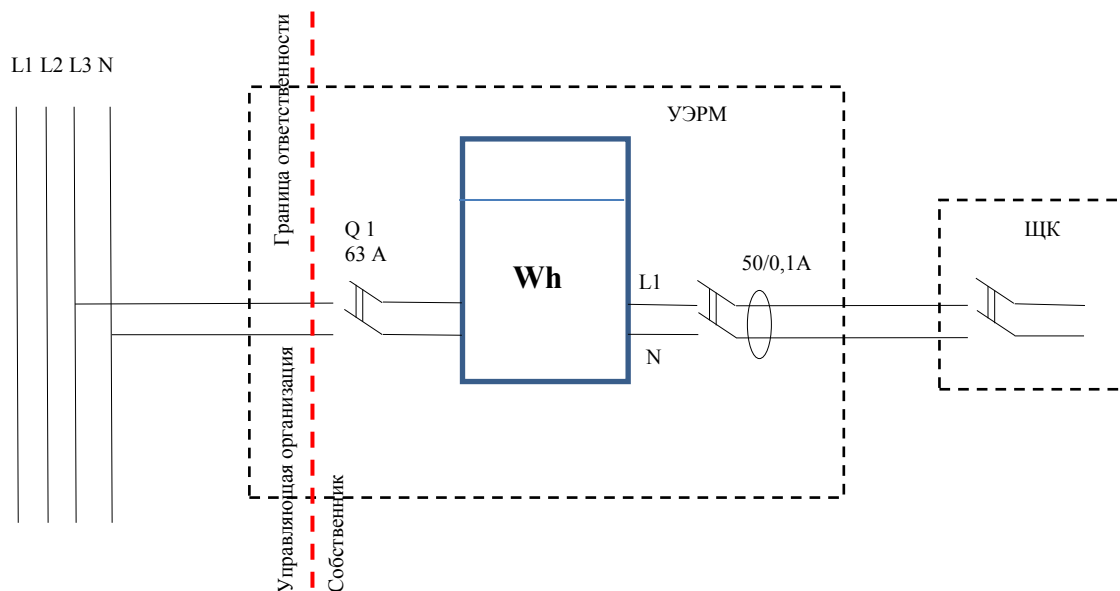 L1 L2 L3 N
Граница ответственности
УЭРМ
Q 1
63 А
Wh
L1
N
50/0,1А
ЩК
Управляющая организация
Собственник